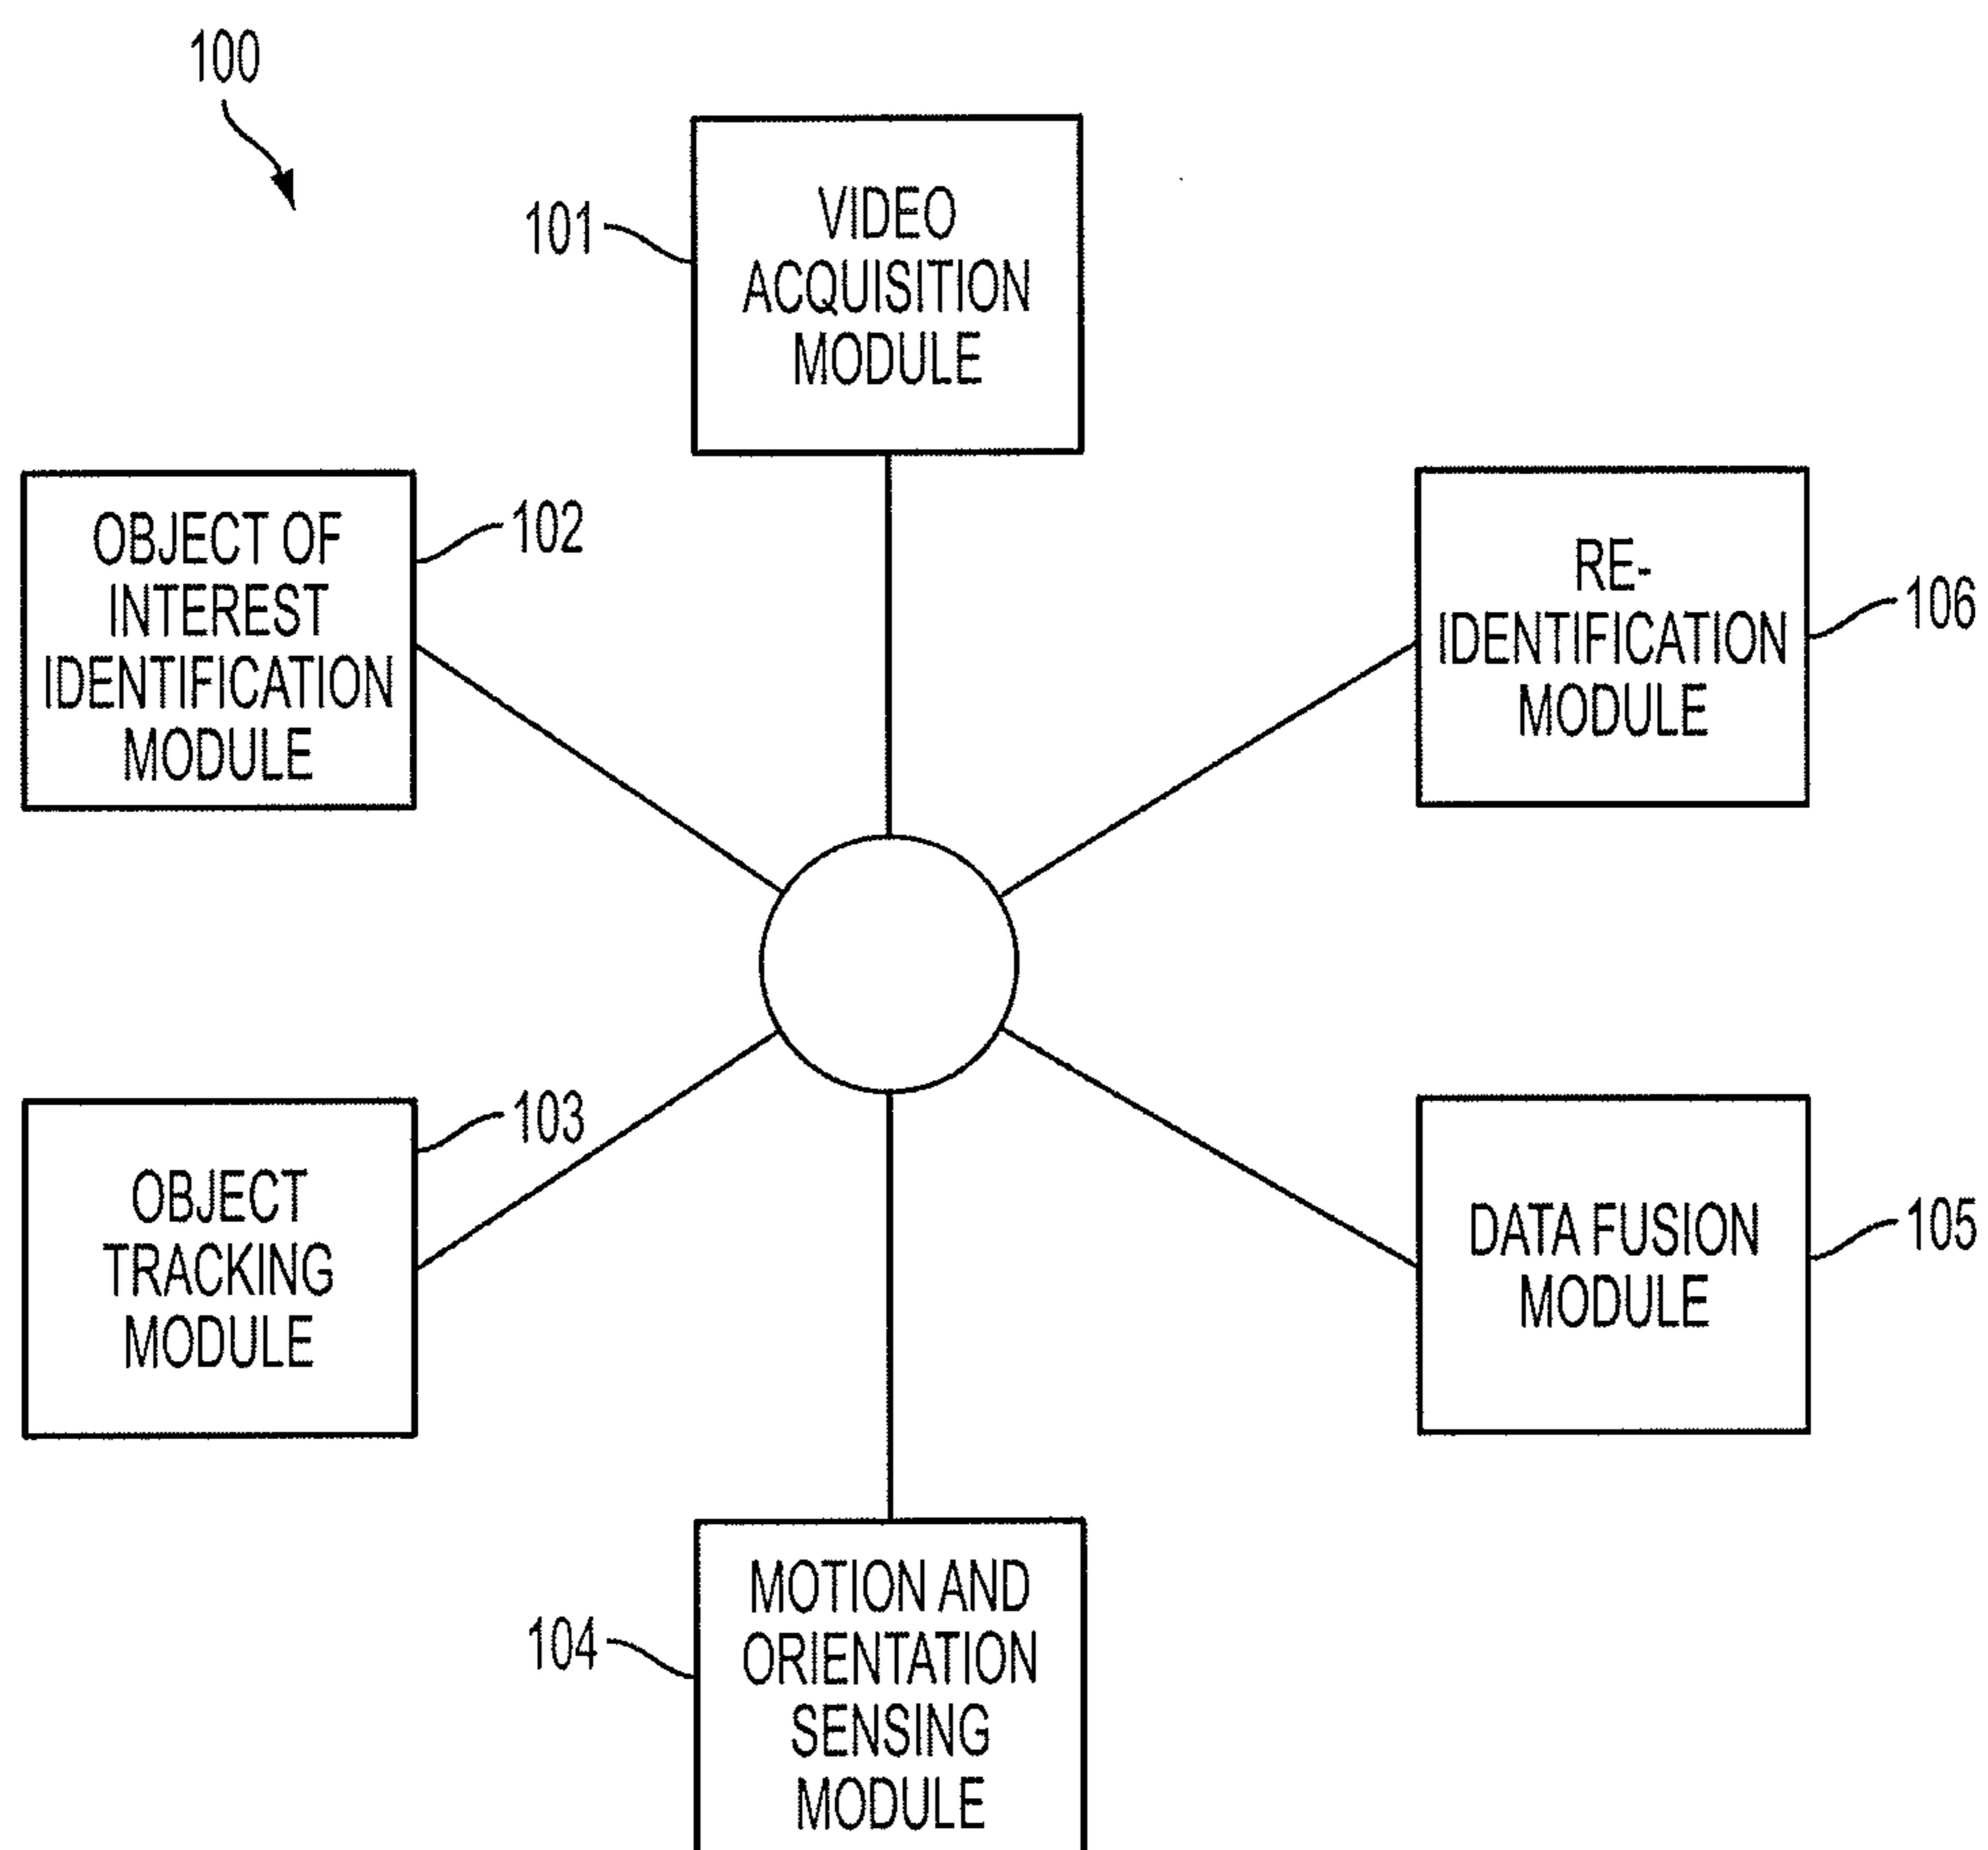 100
101
VIDEO
ACQUISITION
MODULE
OBJECT OF
INTEREST
IDENTIFICATION
MODULE
102
RE-
IDENTIFICATION
MODULE
106
103
OBJECT
TRACKING
MODULE
DATA FUSION
MODULE
105
104
MOTION AND
ORIENTATION
SENSING
MODULE